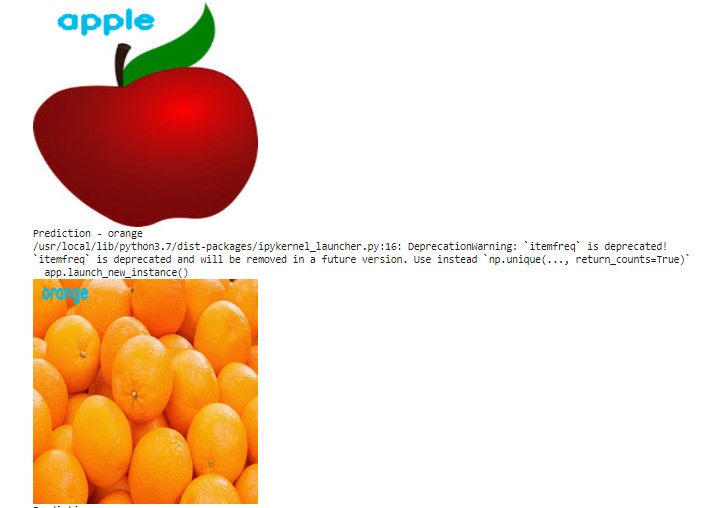 apple
Prediction - orange
/usr/local/lib/python3.7/dist-packages/ipykernel_launcher.py:16: DeprecationWarning: `itemfreq` is deprecated!
`itemfreq` is deprecated and will be removed in a future version. Use instead `np.unique(..., return_counts=True)`
  app.launch_new_instance()
orange